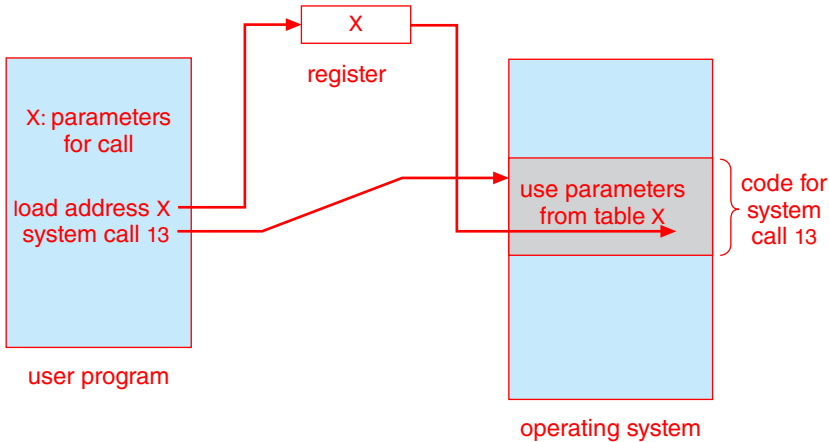 X
register
X: parameters
for call
load address X
system call 13
user program
use parameters
from table X
code for
system
call 13
operating system